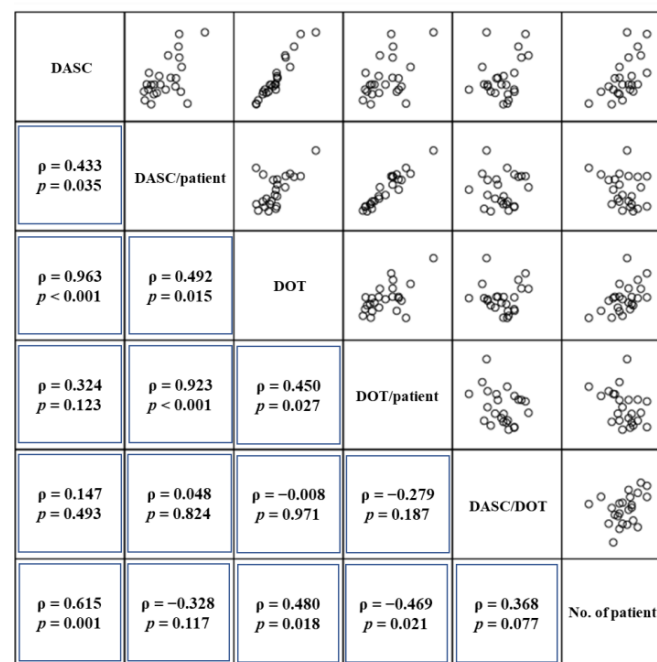 DASC
ρ = 0.433
p = 0.035
DASC/patient
ρ = 0.963
p < 0.001
ρ = 0.492
p = 0.015
DOT
ρ = 0.324
p = 0.123
ρ = 0.923
p < 0.001
ρ = 0.450
p = 0.027
DOT/patient
ρ = 0.147
p = 0.493
ρ = 0.048
p = 0.824
ρ = −0.008
p = 0.971
ρ = −0.279
p = 0.187
DASC/DOT
ρ = 0.615
p = 0.001
ρ = −0.328
p = 0.117
ρ = 0.480
p = 0.018
ρ = −0.469
p = 0.021
ρ = 0.368
p = 0.077
No. of patient